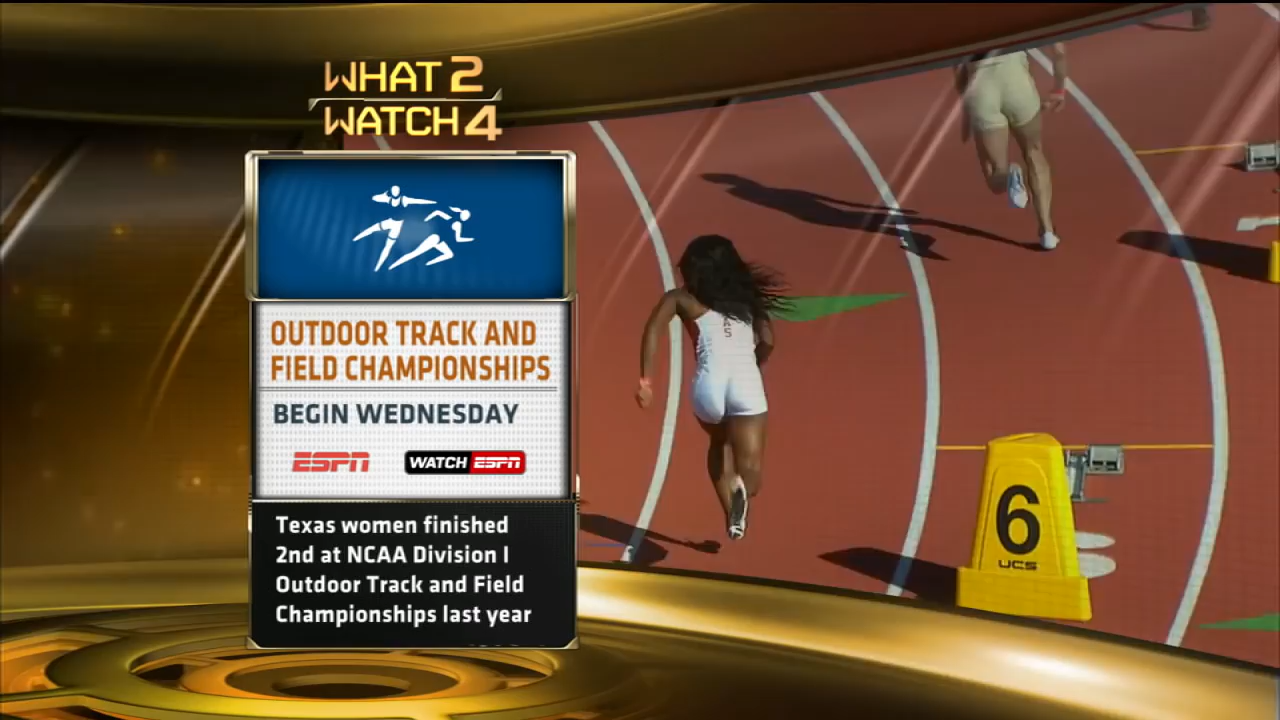 WHAT 2
WATCH 4
OUTDOOR TRACK AND
FIELD CHAMPIONSHIPS
BEGIN WEDNESDAY
ESPN WATCH ESPN
Texas women finished
2nd at NCAA Division I
Outdoor Track and Field
Championships last year
6
UCS